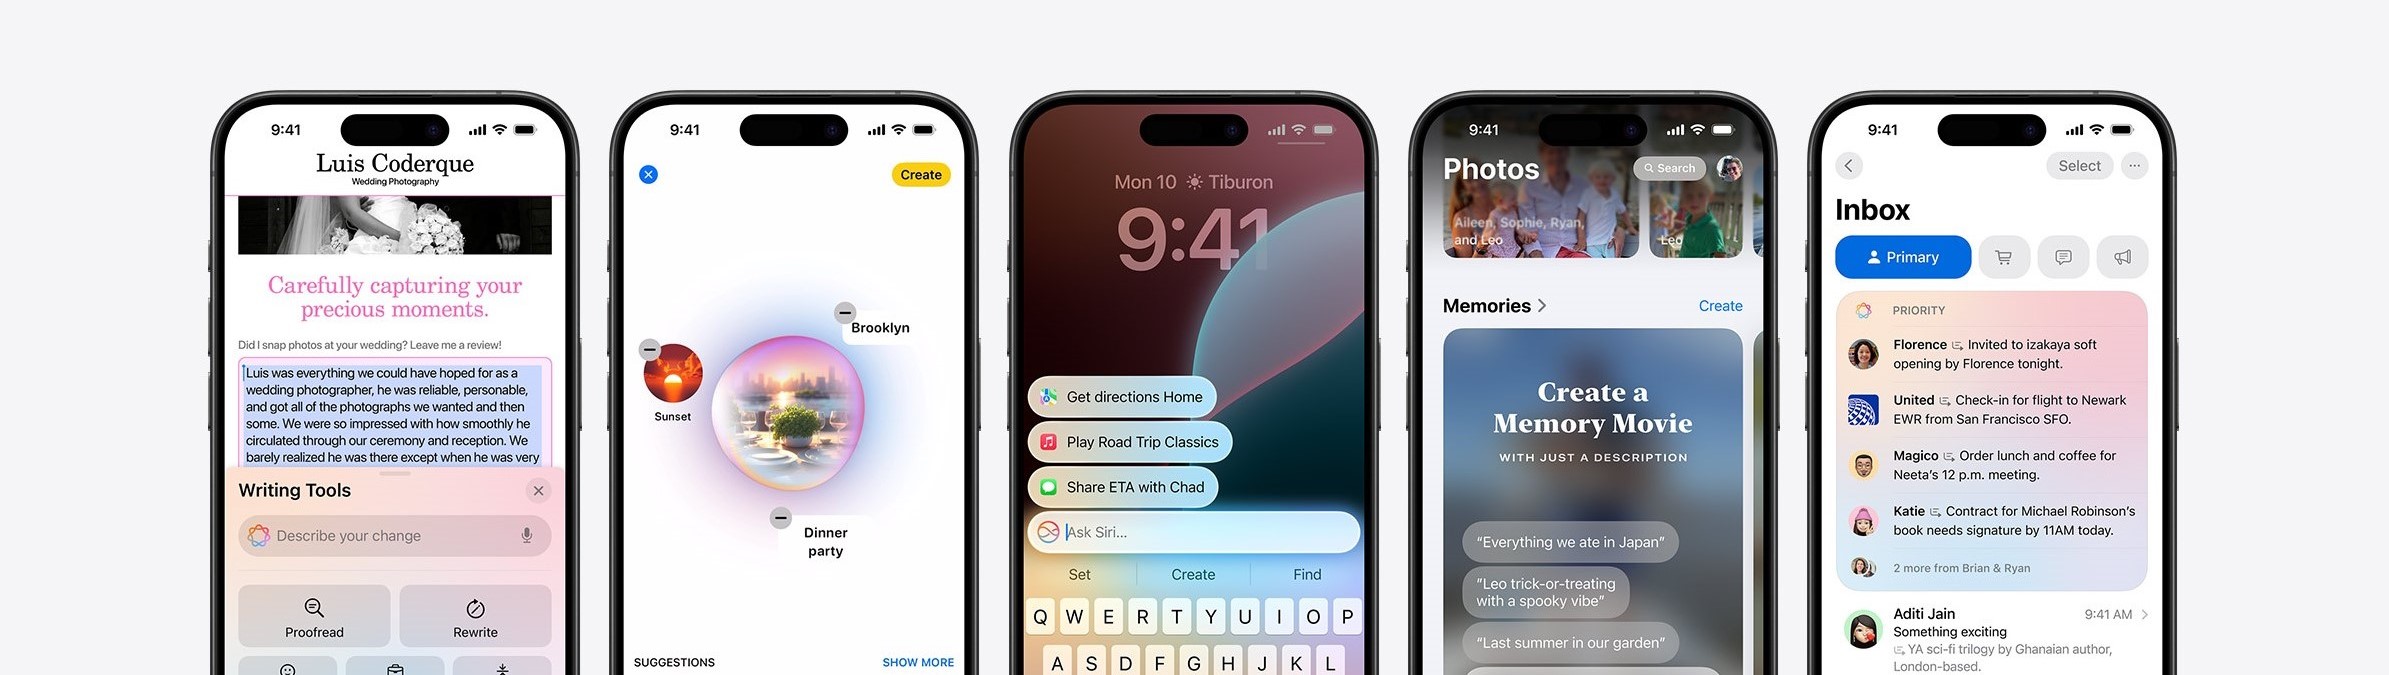 9:41
Luis Coderque
Wedding Photography
Carefully capturing your
precious moments.
Did I snap photos at your wedding? Leave me a review!
Luis was everything we could have hoped for as a
wedding photographer, he was reliable, personable,
and got all of the photographs we wanted and then
some. We were so impressed with how smoothly he
circulated through our ceremony and reception. We
barely realized he was there except when he was very
Writing Tools
Describe your change
Proofread
Rewrite
9:41
Create
Brooklyn
Sunset
Dinner
party
SUGGESTIONS
SHOW MORE
Mon 10 Tiburon
9:41
Get directions Home
Play Road Trip Classics
Share ETA with Chad
Ask Siri...
Set
Create
Find
Q W E R T Y U I O P
A S D F G H J K L
9:41
Photos
Search
Aileen, Sophie, Ryan,
and Leo
Leo
Memories
Create
Create a
Memory Movie
WITH JUST A DESCRIPTION
“Everything we ate in Japan”
“Leo trick-or-treating
with a spooky vibe”
“Last summer in our garden”
9:41
Select
Inbox
Primary
PRIORITY
Florence Invited to izakaya soft
opening by Florence tonight.
United Check-in for flight to Newark
EWR from San Francisco SFO.
Magico Order lunch and coffee for
Neeta’s 12 p.m. meeting.
Katie Contract for Michael Robinson’s
book needs signature by 11AM today.
2 more from Brian & Ryan
Aditi Jain
9:41 AM
Something exciting
YA sci-fi trilogy by Ghanaian author,
London-based.